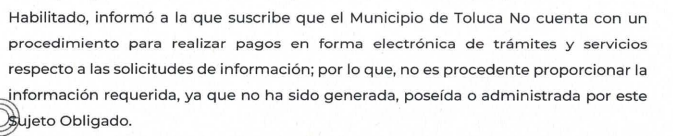 Habilitado, informó a la que suscribe que el Municipio de Toluca No cuenta con un
procedimiento para realizar pagos en forma electrónica de trámites y servicios
respecto a las solicitudes de información; por lo que, no es procedente proporcionar la
información requerida, ya que no ha sido generada, poseída o administrada por este
Sujeto Obligado.